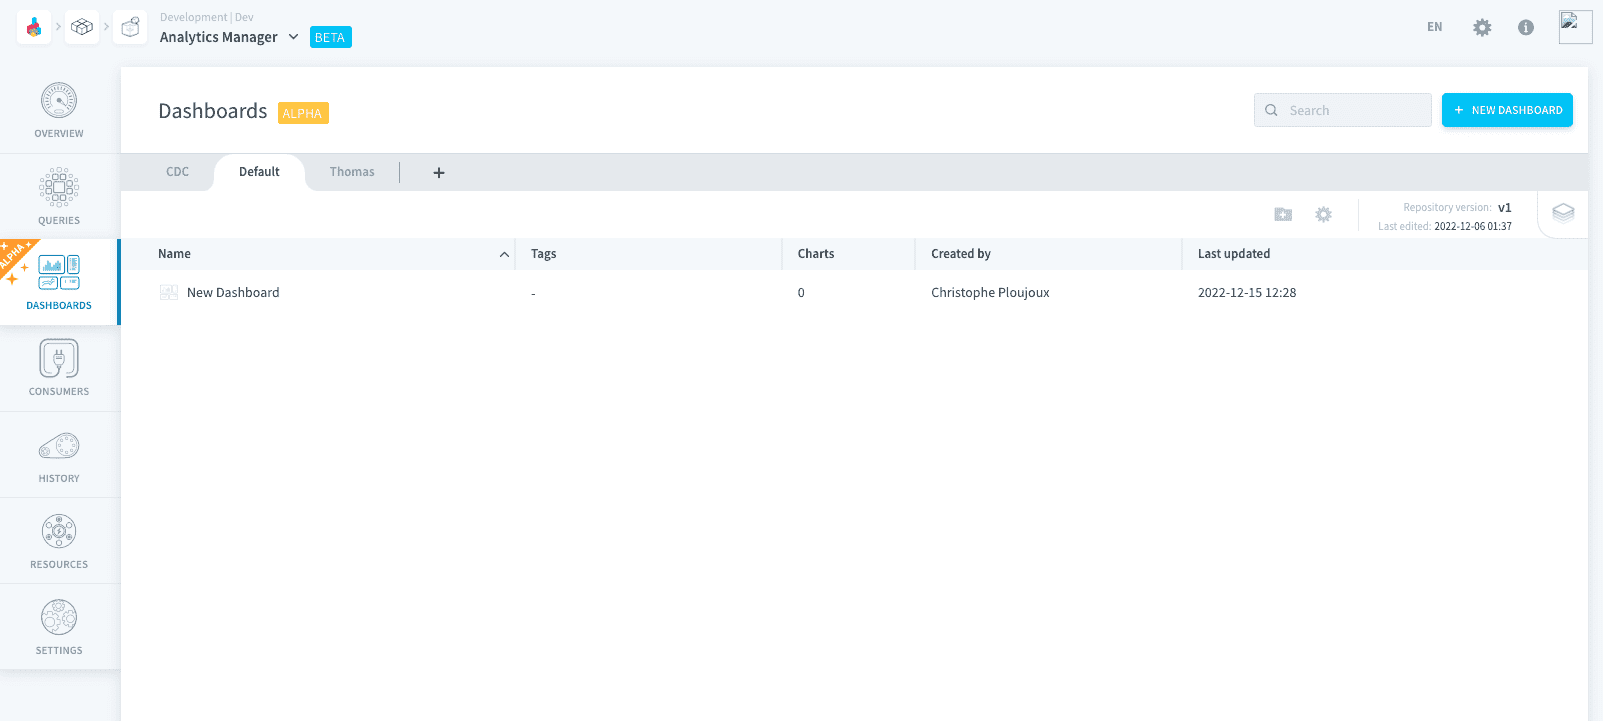 Development | Dev
Analytics Manager BETA
EN
OVERVIEW
QUERIES
ALPHA
DASHBOARDS
CONSUMERS
HISTORY
RESOURCES
SETTINGS
Dashboards ALPHA
Search
+ NEW DASHBOARD
CDC Default Thomas +
Repository version: v1
Last edited: 2022-12-06 01:37
Name Tags Charts Created by Last updated
New Dashboard - 0 Christophe Ploujoux 2022-12-15 12:28